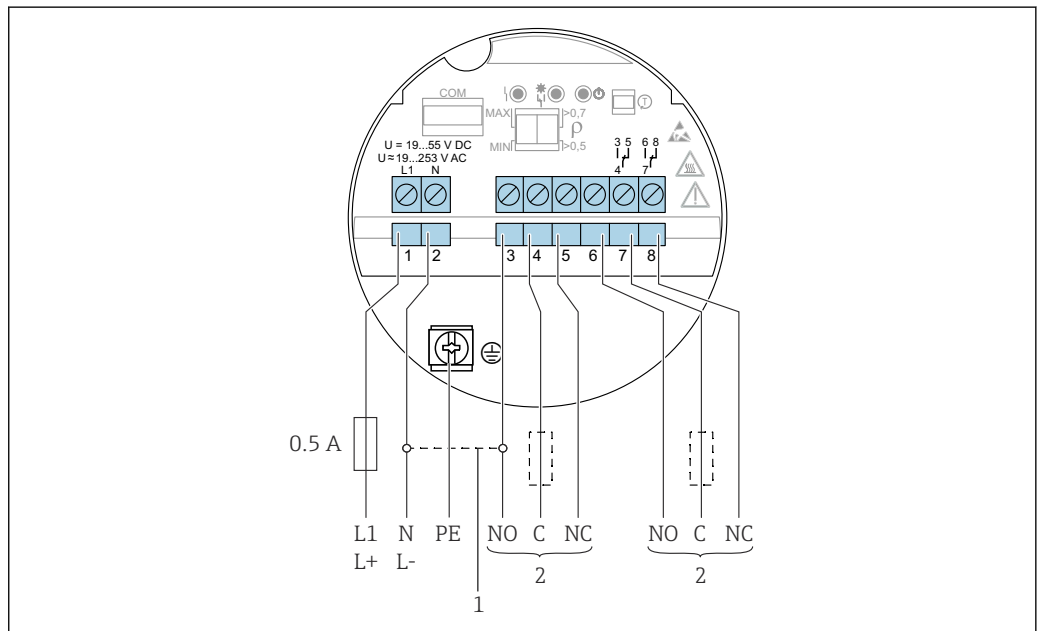 COM
MAX
>0,7
ρ
MIN
>0,5
T
U = 19...55 V DC
U ≈ 19...253 V AC
L1 N
3 5 6 8
4 7
1 2 3 4 5 6 7 8
0.5 A
L1 N PE NO C NC NO C NC
L+ L- 2 2
1